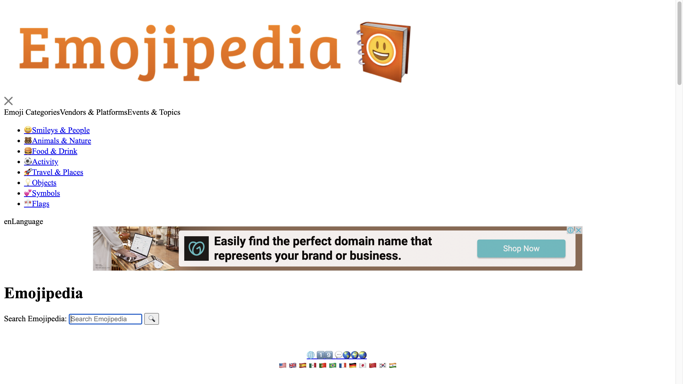 Emojipedia
Emoji CategoriesVendors & PlatformsEvents & Topics
😀Smileys & People
🐻Animals & Nature
🍔Food & Drink
⚽Activity
🚀Travel & Places
💡Objects
💕Symbols
🎌Flags
enLanguage
Easily find the perfect domain name that
represents your brand or business.
Shop Now
Emojipedia
Search Emojipedia:
Search Emojipedia